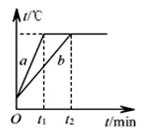 t/℃
a b
O t₁ t₂ t/min